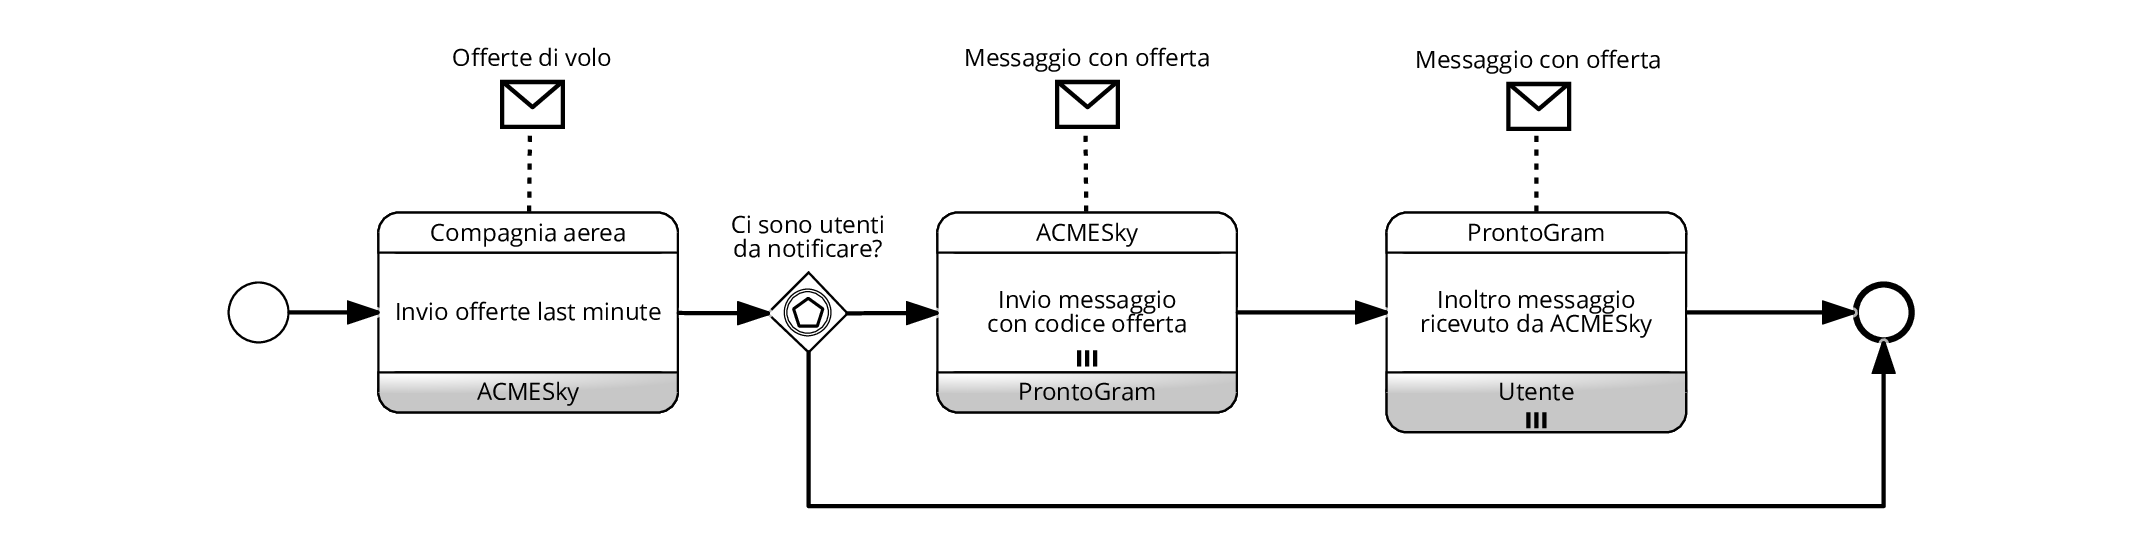 Offerte di volo
Compagnia aerea
Invio offerte last minute
ACMESky
Ci sono utenti
da notificare?
Messaggio con offerta
ACMESky
Invio messaggio
con codice offerta
ProntoGram
Messaggio con offerta
ProntoGram
Inoltro messaggio
ricevuto da ACMESky
Utente